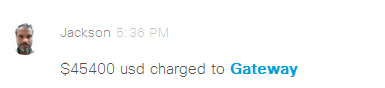 Jackson 5:36 PM
$45400 usd charged to Gateway